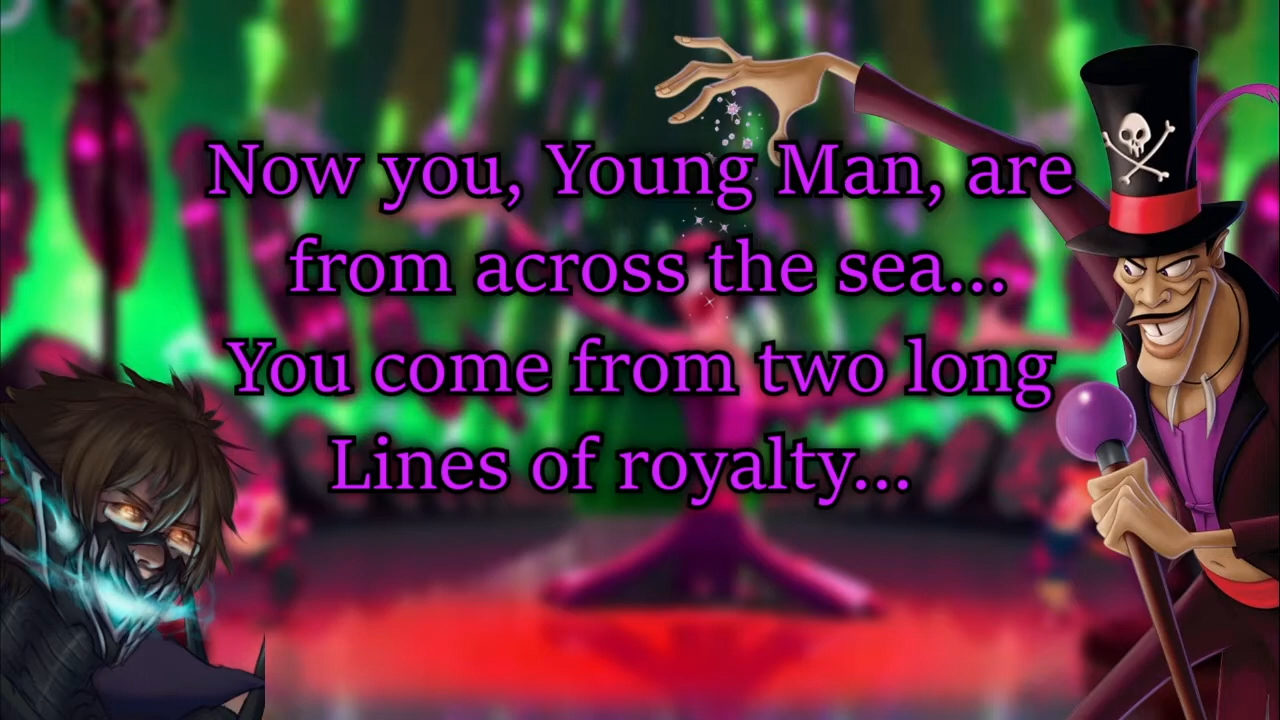 Now you, Young Man, are
from across the sea...
You come from two long
Lines of royalty...